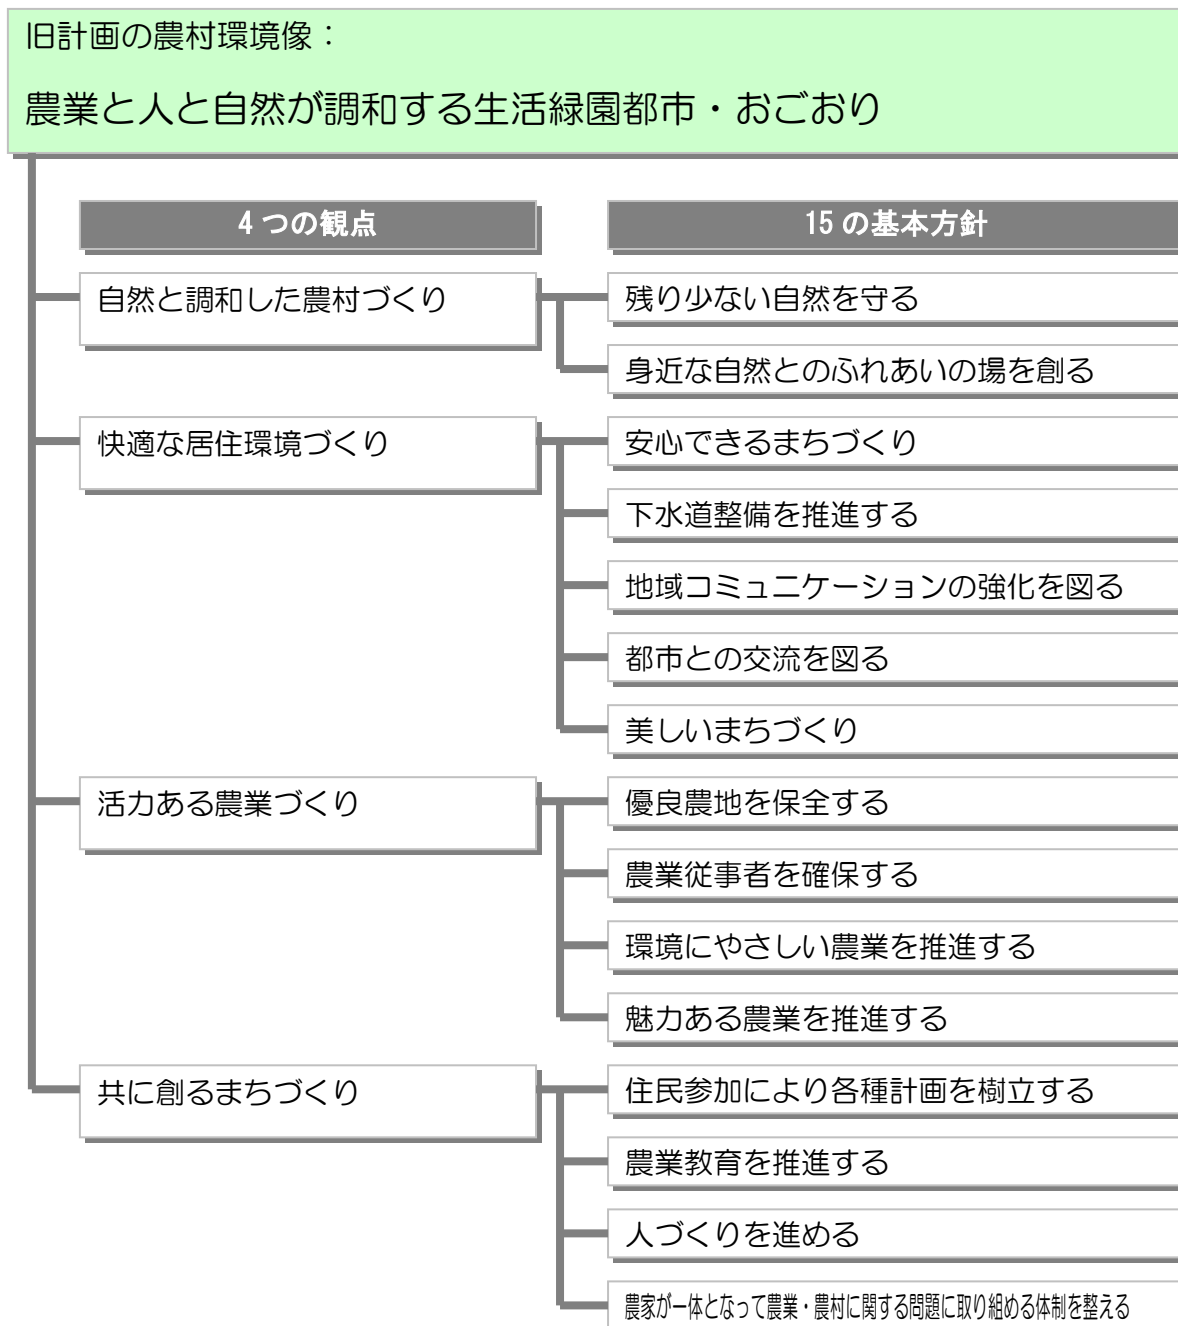 旧計画の農村環境像：
農業と人と自然が調和する生活緑園都市・おごおり
4つの観点
15の基本方針
自然と調和した農村づくり
残り少ない自然を守る
身近な自然とのふれあいの場を創る
快適な居住環境づくり
安心できるまちづくり
下水道整備を推進する
地域コミュニケーションの強化を図る
都市との交流を図る
美しいまちづくり
活力ある農業づくり
優良農地を保全する
農業従事者を確保する
環境にやさしい農業を推進する
魅力ある農業を推進する
共に創るまちづくり
住民参加により各種計画を樹立する
農業教育を推進する
人づくりを進める
農家が一体となって農業・農村に関する問題に取り組める体制を整える